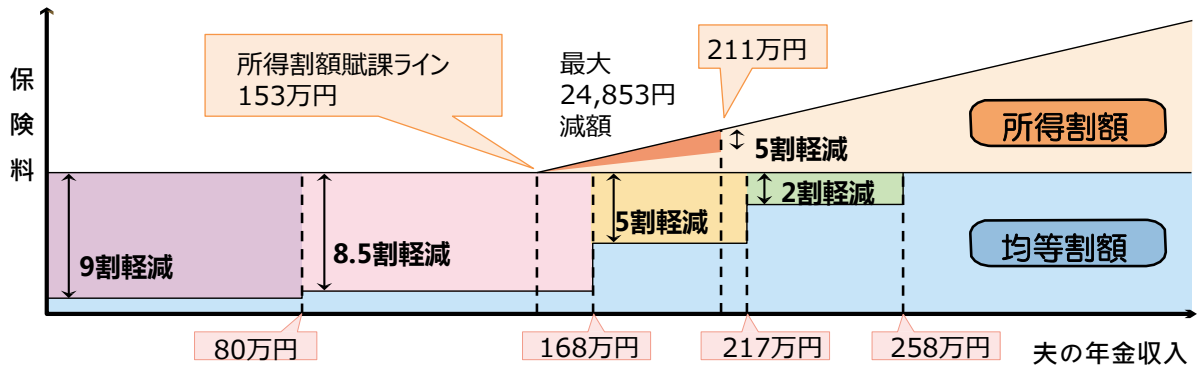 保険料
所得割額賦課ライン
153万円
最大
24,853円
減額
211万円
所得割額
5割軽減
2割軽減
5割軽減
8.5割軽減
9割軽減
均等割額
80万円
168万円
217万円
258万円
夫の年金収入